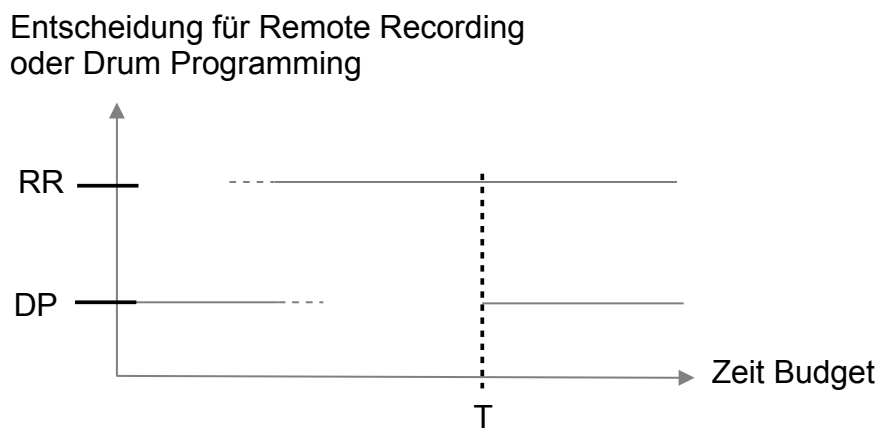 Entscheidung für Remote Recording
oder Drum Programming
RR
DP
Zeit Budget
T